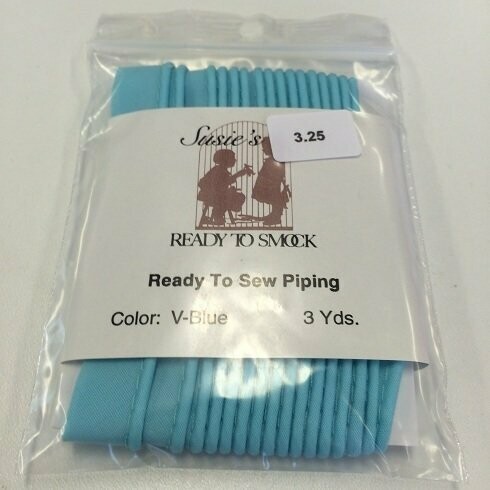 Susie's
3.25
READY TO SMOCK
Ready To Sew Piping
Color: V-Blue 3 Yds.